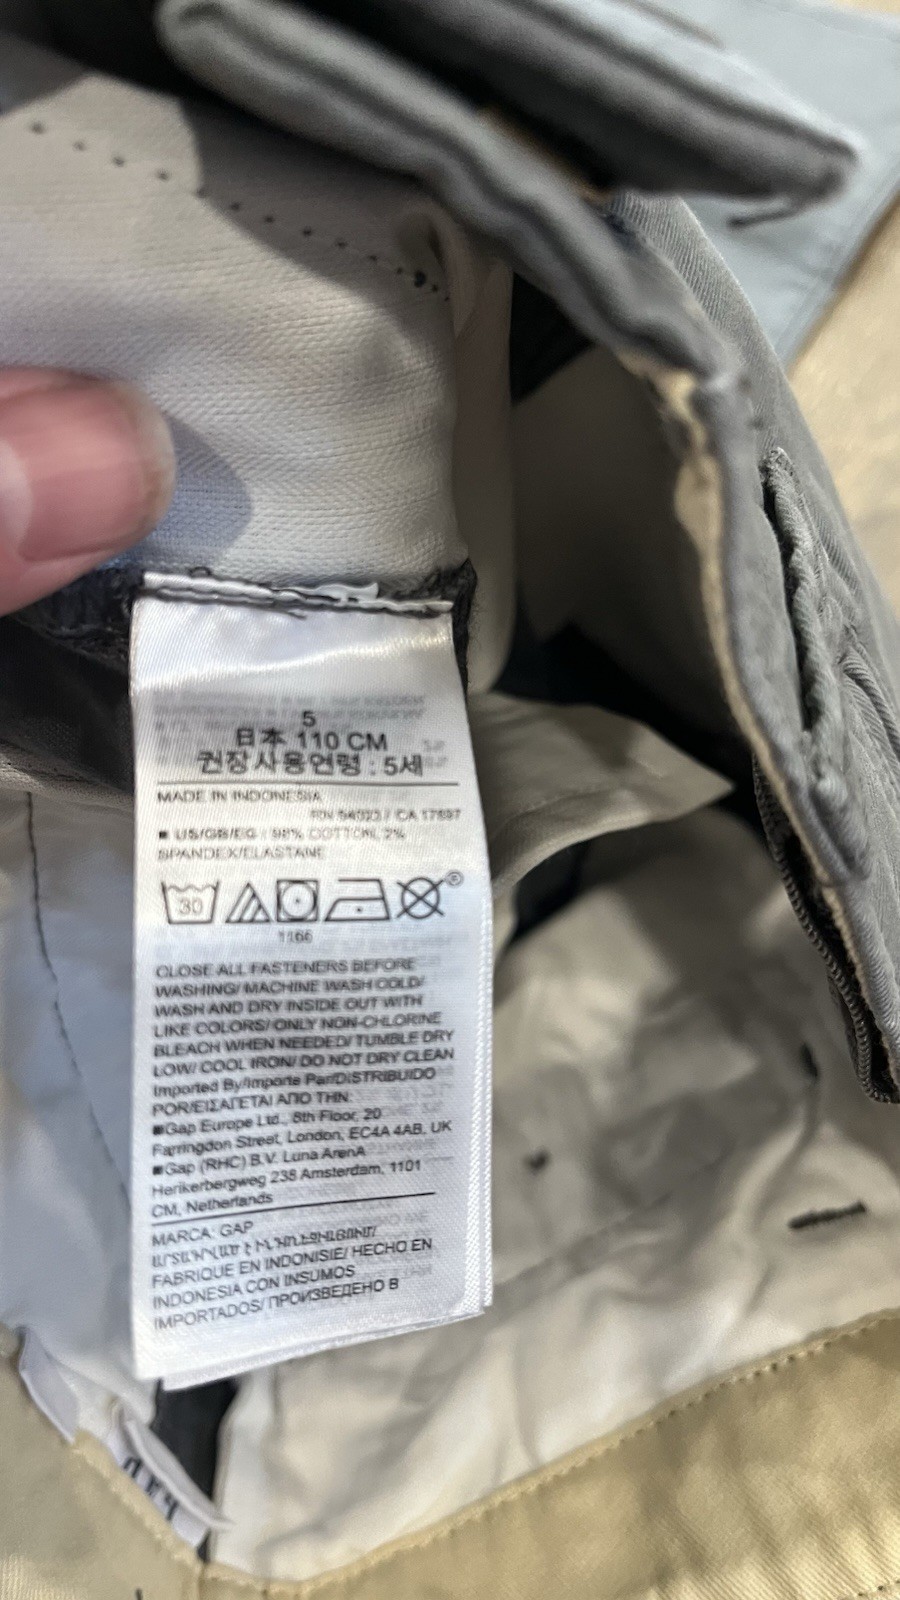 5
日本 110 CM
권장사용연령 : 5세
MADE IN INDONESIA
RN 54023 / CA 17897
■ US/GB/EG : 98% COTTON, 2%
SPANDEX/ELASTANE
30
®
1166
CLOSE ALL FASTENERS BEFORE
WASHING/ MACHINE WASH COLD/
WASH AND DRY INSIDE OUT WITH
LIKE COLORS/ ONLY NON-CHLORINE
BLEACH WHEN NEEDED/ TUMBLE DRY
LOW/ COOL IRON/ DO NOT DRY CLEAN
Imported By/Importe Par/DISTRIBUIDO
POR/ΕΙΣΑΓΕΤΑΙ ΑΠΟ ΤΗΝ:
■Gap Europe Ltd., 8th Floor, 20
Farringdon Street, London, EC4A 4AB, UK
■Gap (RHC) B.V. Luna ArenA
Herikerbergweg 238 Amsterdam, 1101
CM, Netherlands
MARCA: GAP
FABRIQUE EN INDONISIE/ HECHO EN
INDONESIA CON INSUMOS
IMPORTADOS/ ПРОИЗВЕДЕНО В